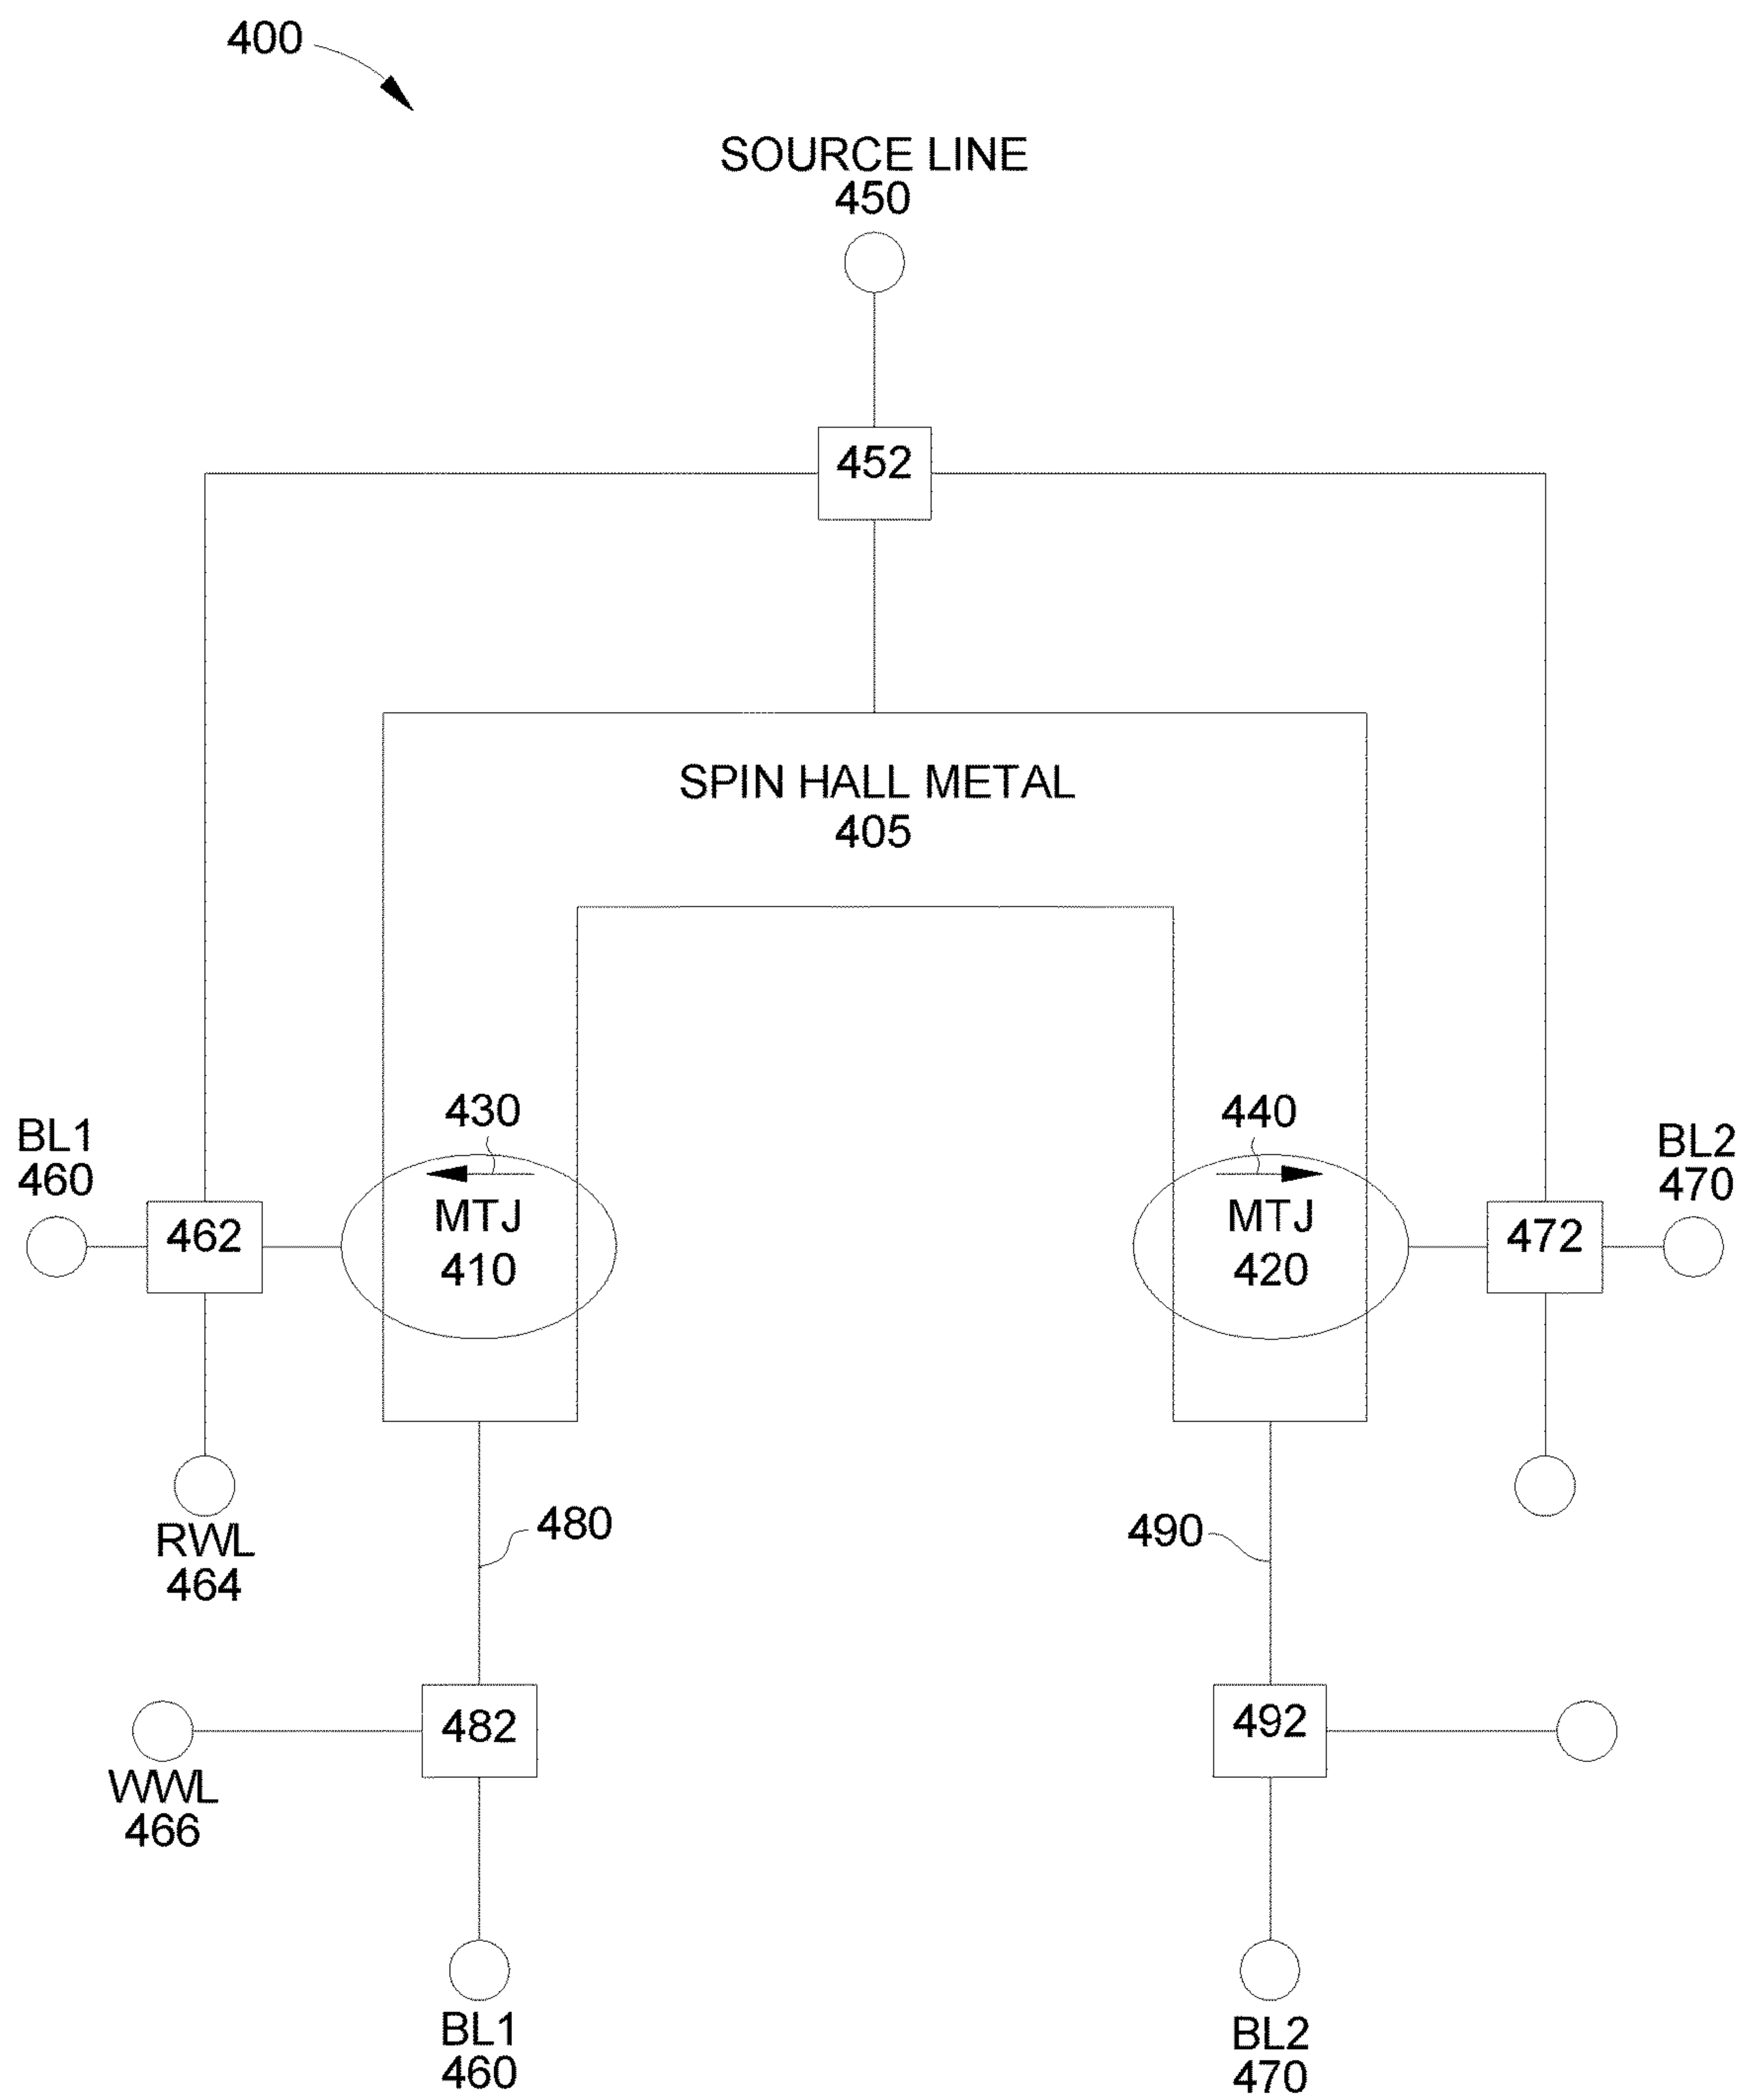 400
SOURCE LINE
450
452
SPIN HALL METAL
405
430
440
BL1
460
BL2
470
462
MTJ
410
MTJ
420
472
480
490
RWL
464
482
492
WWL
466
BL1
460
BL2
470